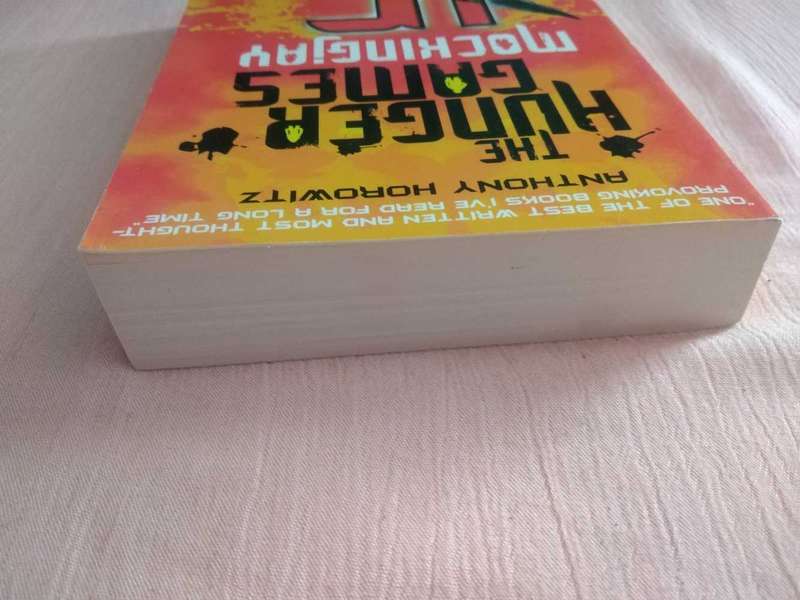 "ONE OF THE BEST WRITTEN AND MOST THOUGHT-
PROVOKING BOOKS I'VE READ FOR A LONG TIME"
ANTHONY HOROWITZ
THE
HUNGER
GAMES
MOCKINGJAY